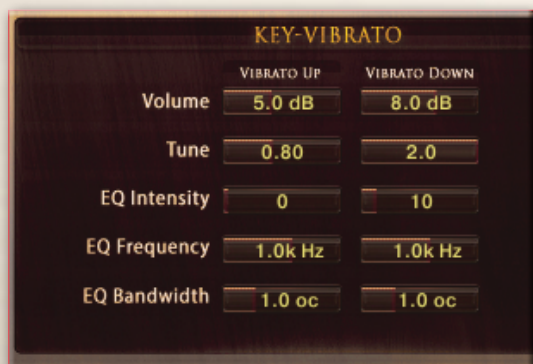 KEY-VIBRATO
VIBRATO UP VIBRATO DOWN
Volume 5.0 dB 8.0 dB
Tune 0.80 2.0
EQ Intensity 0 10
EQ Frequency 1.0k Hz 1.0k Hz
EQ Bandwidth 1.0 oc 1.0 oc